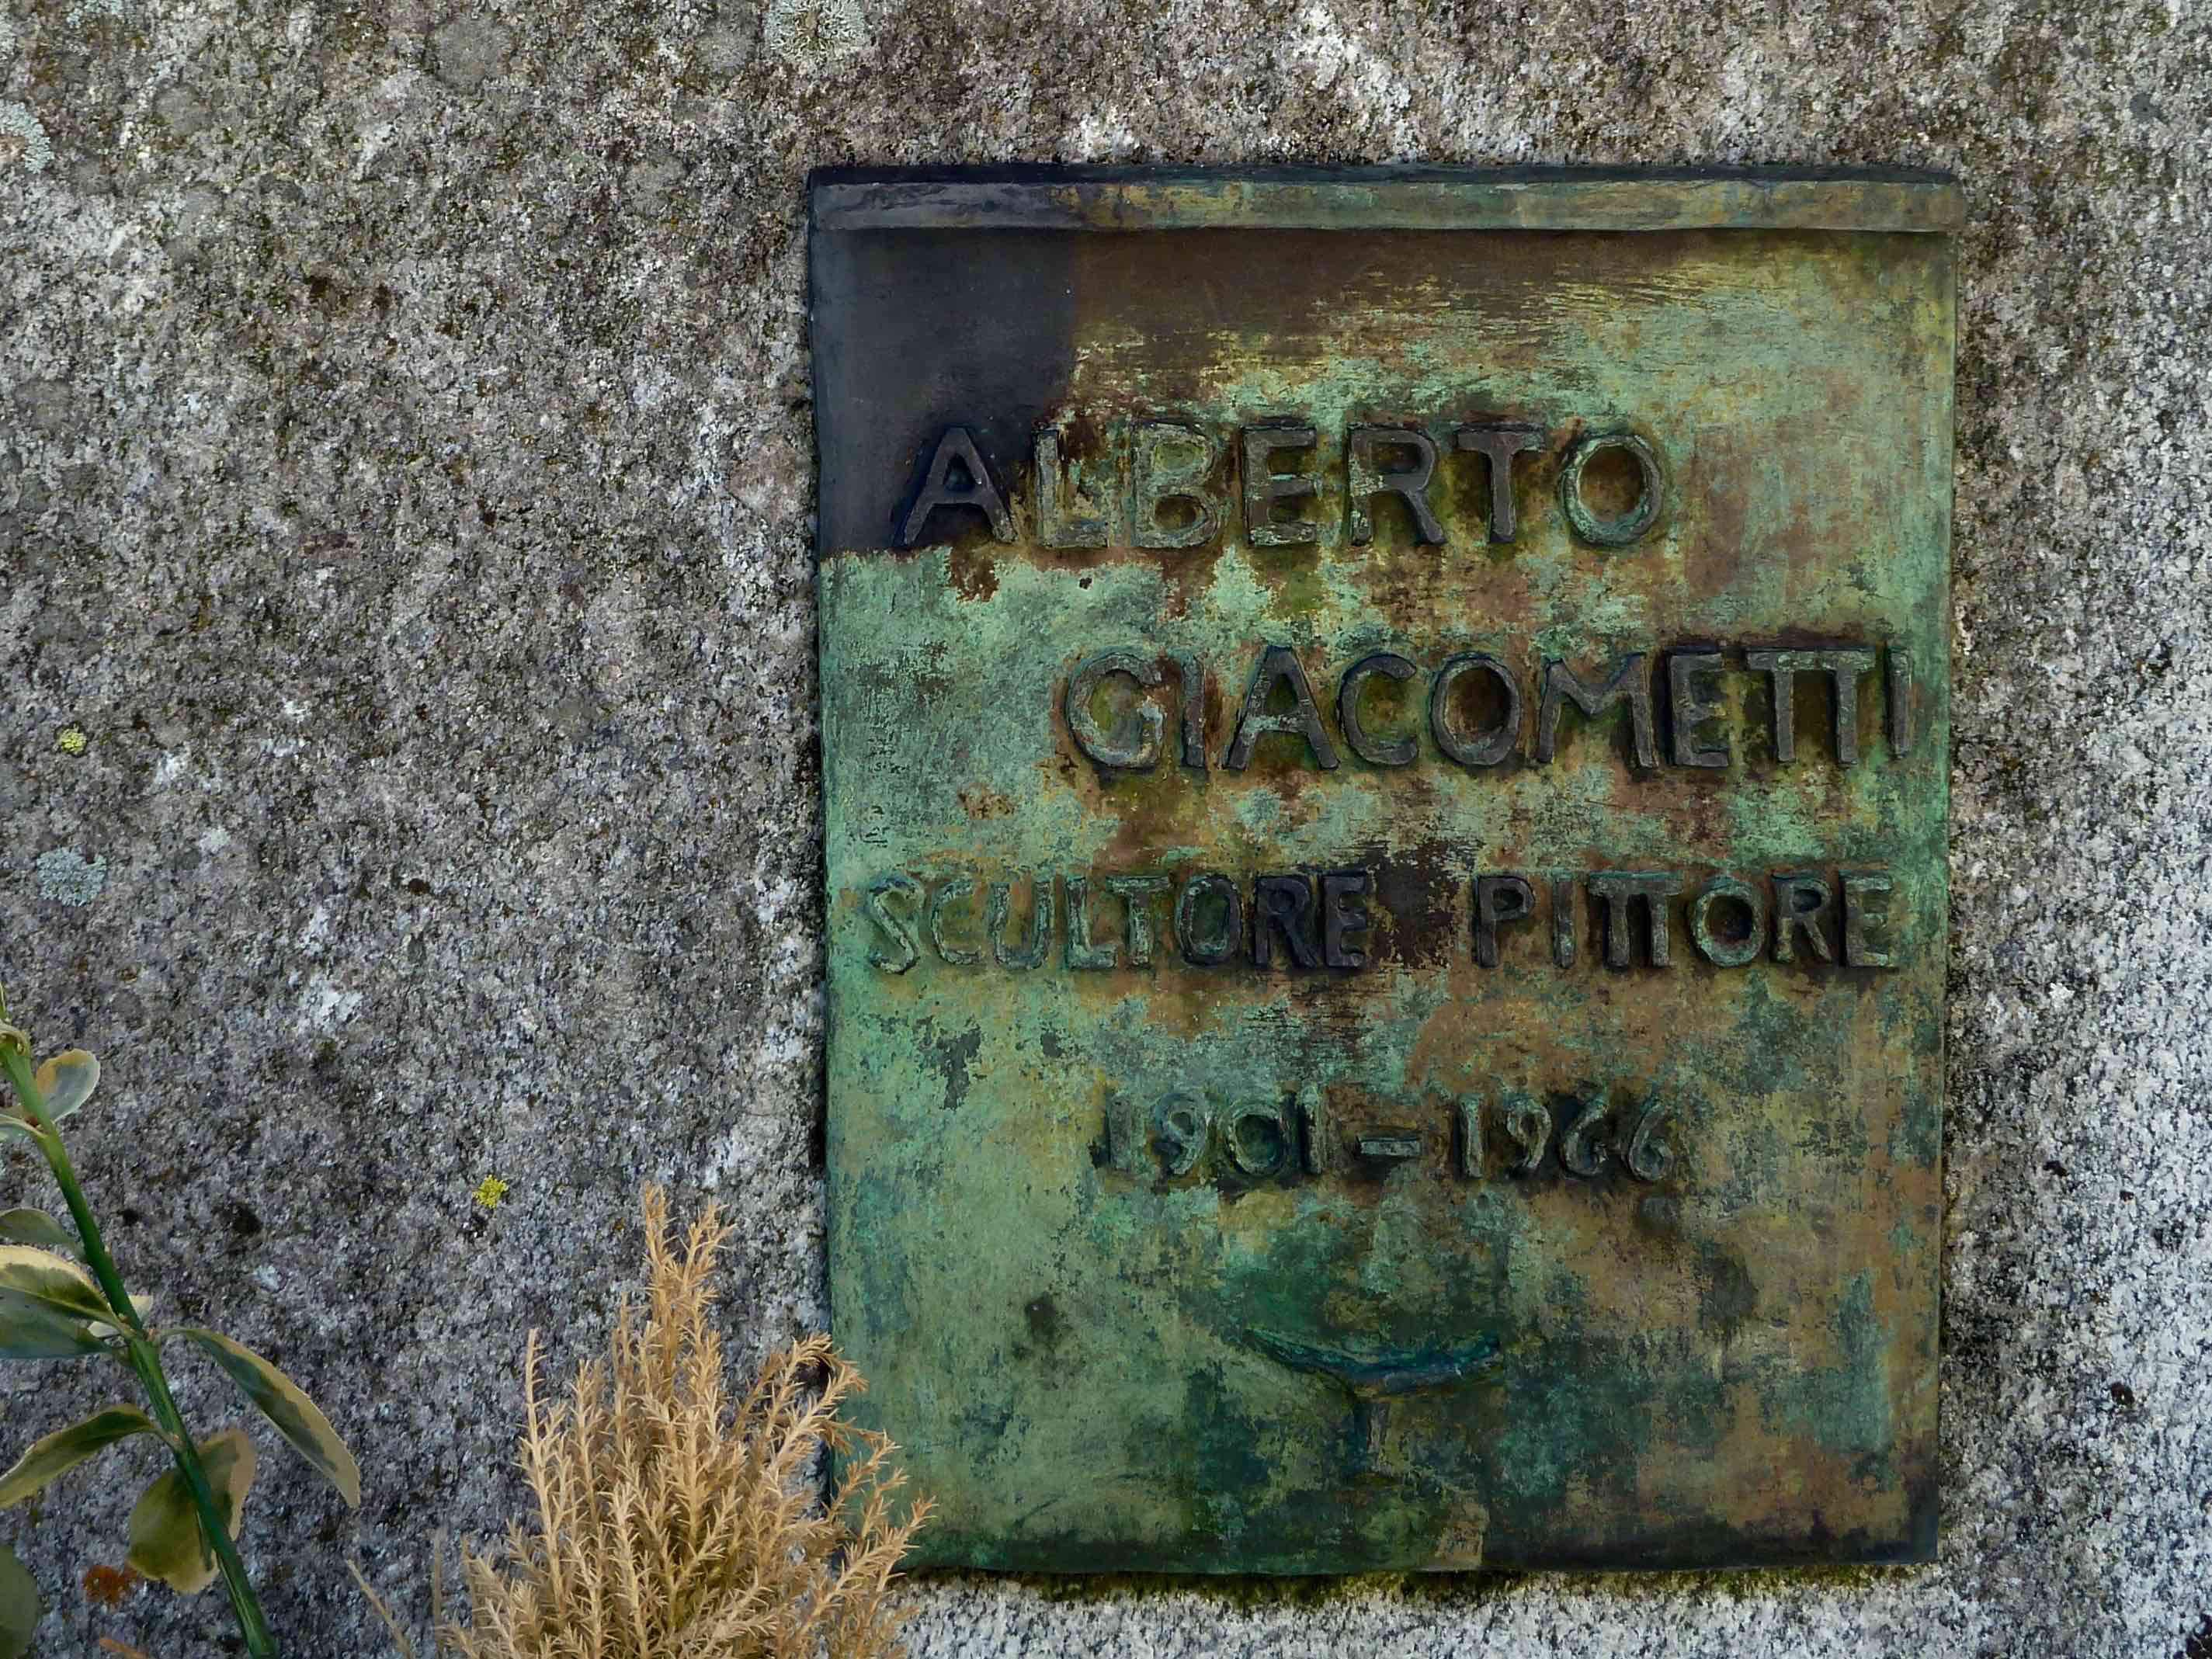 ALBERTO
GIACOMETTI
SCULTORE PITTORE
1901-1966